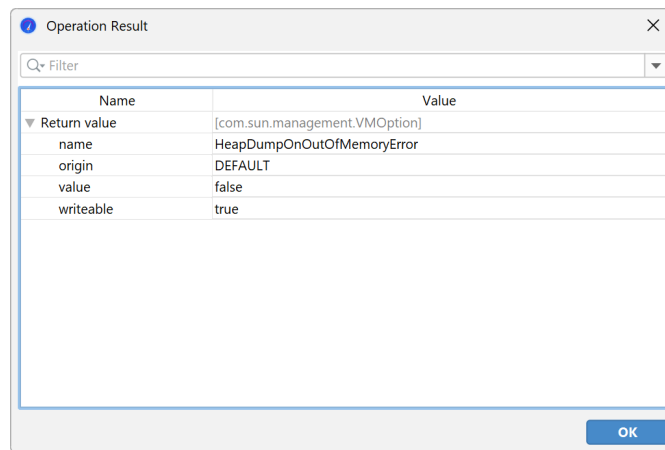 Operation Result
Filter
Name Value
Return value [com.sun.management.VMOption]
name HeapDumpOnOutOfMemoryError
origin DEFAULT
value false
writeable true
OK